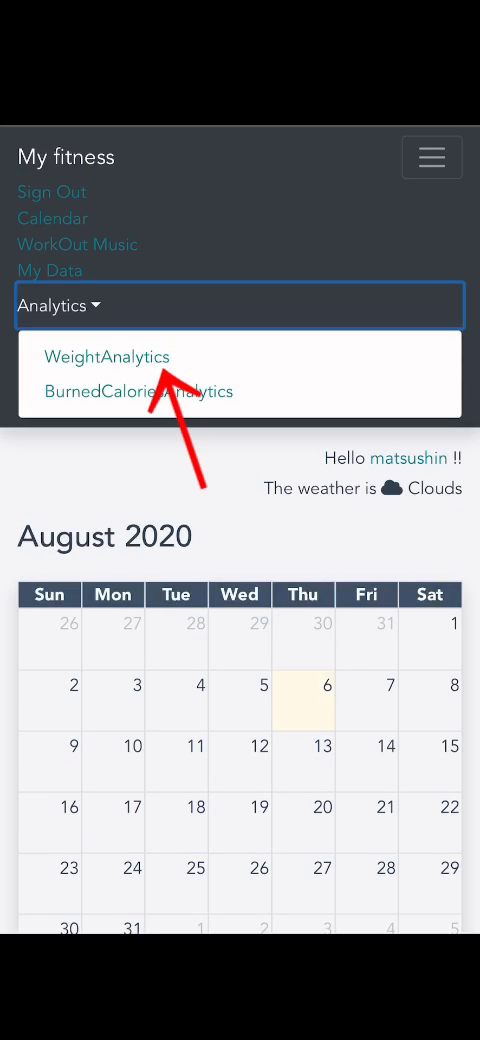 My fitness
Sign Out
Calendar
WorkOut Music
My Data
Analytics
WeightAnalytics
BurnedCaloriesAnalytics
Hello matsushin !!
The weather is Clouds
August 2020
Sun Mon Tue Wed Thu Fri Sat
26 27 28 29 30 31 1
2 3 4 5 6 7 8
9 10 11 12 13 14 15
16 17 18 19 20 21 22
23 24 25 26 27 28 29
30 31 1 2 3 4 5